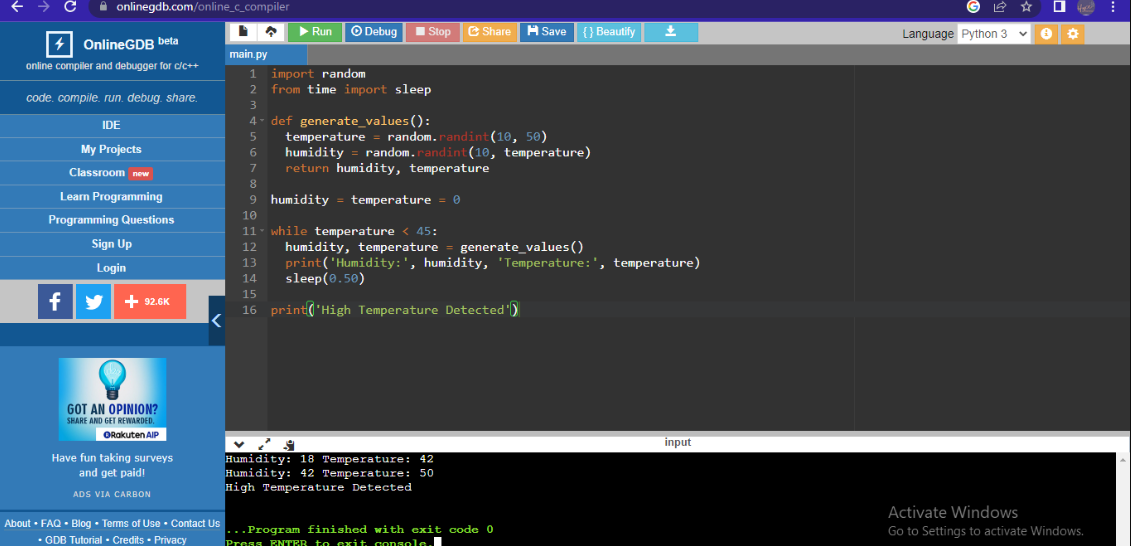 onlinegdb.com/online_c_compiler
OnlineGDB beta
online compiler and debugger for c/c++
code. compile. run. debug. share.
IDE
My Projects
Classroom new
Learn Programming
Programming Questions
Sign Up
Login
f + 92.6K
GOT AN OPINION?
SHARE AND GET REWARDED.
Rakuten AIP
Have fun taking surveys
and get paid!
ADS VIA CARBON
About • FAQ • Blog • Terms of Use • Contact Us
• GDB Tutorial • Credits • Privacy
Run Debug Stop Share Save { } Beautify
Language Python 3
main.py
1 import random
2 from time import sleep
3
4 def generate_values():
5 temperature = random.randint(10, 50)
6 humidity = random.randint(10, temperature)
7 return humidity, temperature
8
9 humidity = temperature = 0
10
11 while temperature < 45:
12 humidity, temperature = generate_values()
13 print('Humidity:', humidity, 'Temperature:', temperature)
14 sleep(0.50)
15
16 print('High Temperature Detected')
input
Humidity: 18 Temperature: 42
Humidity: 42 Temperature: 50
High Temperature Detected
...Program finished with exit code 0
Press ENTER to exit console.
Activate Windows
Go to Settings to activate Windows.